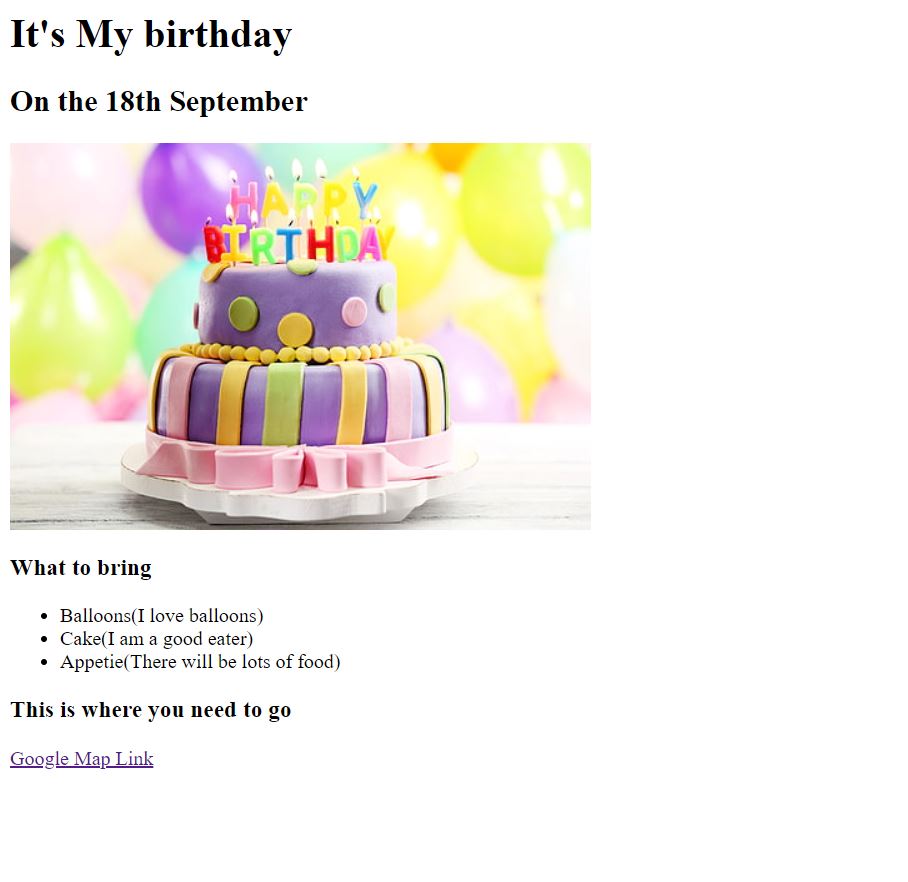 It's My birthday
On the 18th September
HAPPY
BIRTHDAY
What to bring
Balloons(I love balloons)
Cake(I am a good eater)
Appetie(There will be lots of food)
This is where you need to go
Google Map Link